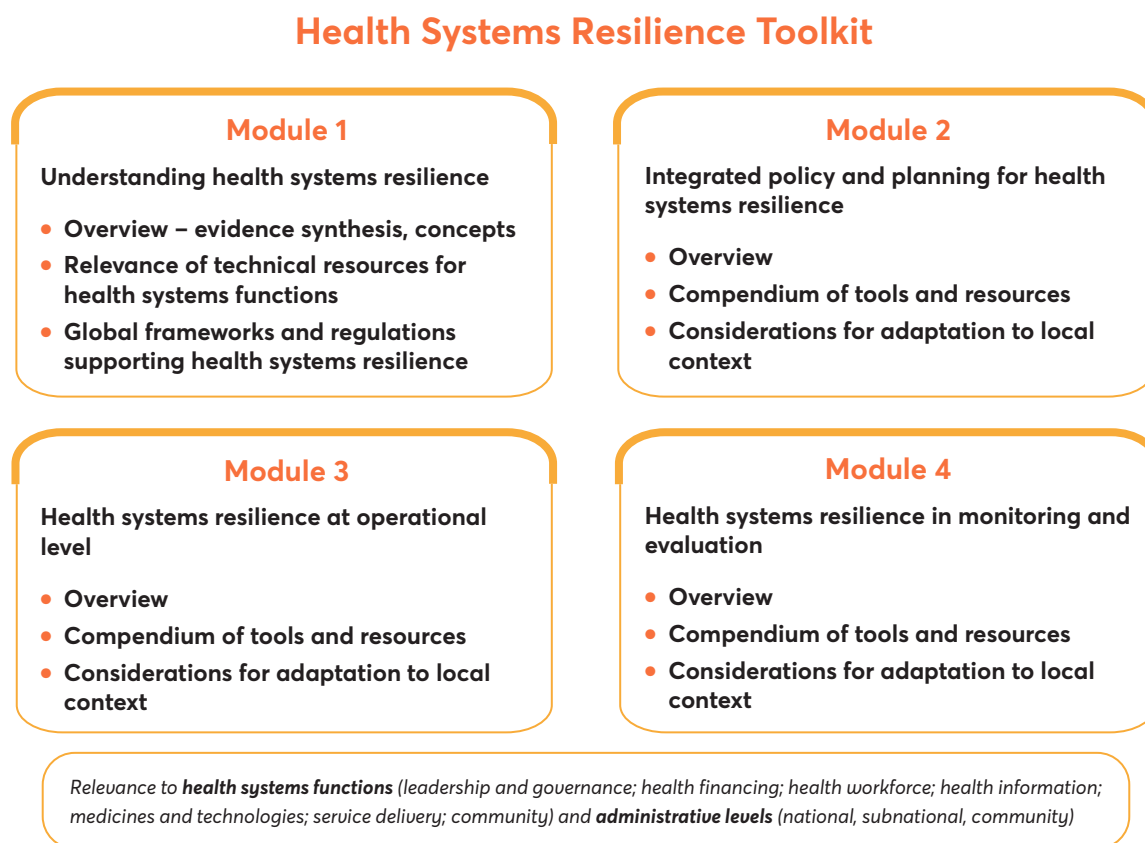 Health Systems Resilience Toolkit
Module 1
Understanding health systems resilience
• Overview – evidence synthesis, concepts
• Relevance of technical resources for
health systems functions
• Global frameworks and regulations
supporting health systems resilience
Module 2
Integrated policy and planning for health
systems resilience
• Overview
• Compendium of tools and resources
• Considerations for adaptation to local
context
Module 3
Health systems resilience at operational
level
• Overview
• Compendium of tools and resources
• Considerations for adaptation to local
context
Module 4
Health systems resilience in monitoring and
evaluation
• Overview
• Compendium of tools and resources
• Considerations for adaptation to local
context
Relevance to health systems functions (leadership and governance; health financing; health workforce; health information;
medicines and technologies; service delivery; community) and administrative levels (national, subnational, community)